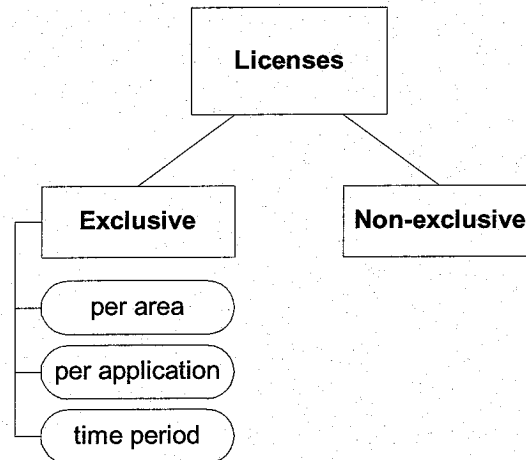 Licenses
Exclusive
Non-exclusive
per area
per application
time period